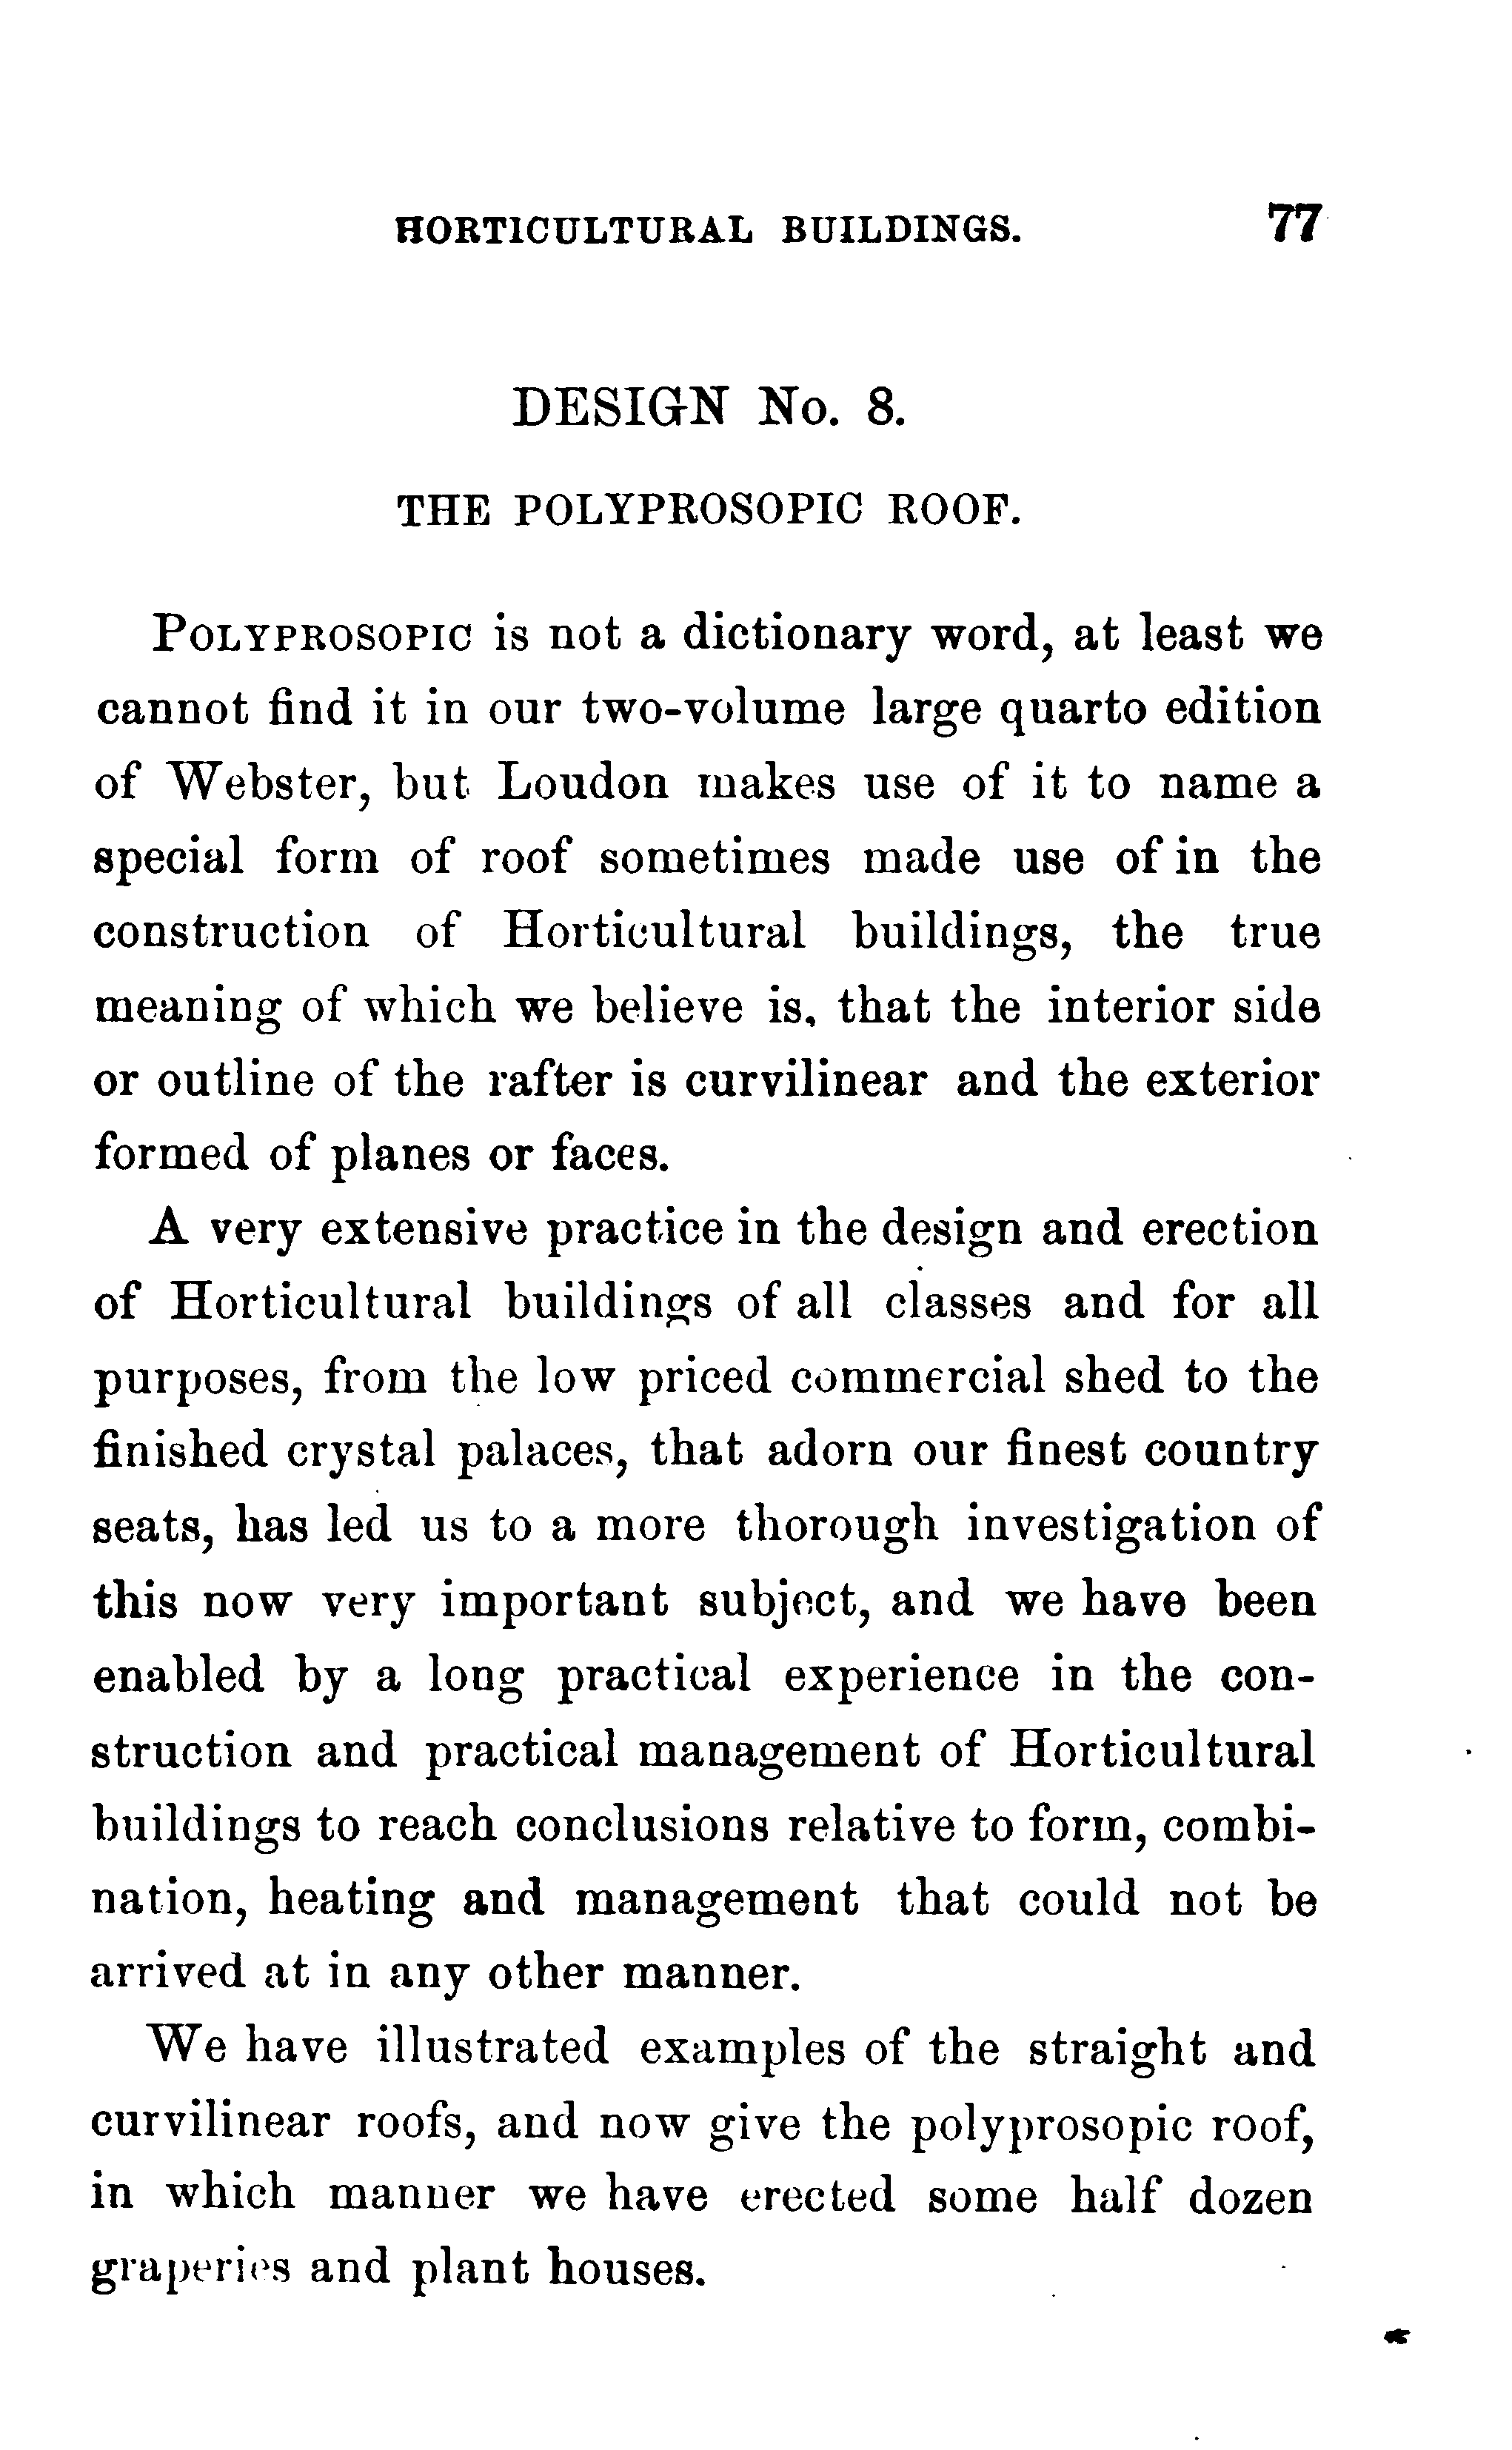 HORTICULTURAL BUILDINGS. 77
DESIGN No. 8.
THE POLYPROSOPIC ROOF.
POLYPROSOPIC is not a dictionary word, at least we
cannot find it in our two-volume large quarto edition
of Webster, but Loudon makes use of it to name a
special form of roof sometimes made use of in the
construction of Horticultural buildings, the true
meaning of which we believe is, that the interior side
or outline of the rafter is curvilinear and the exterior
formed of planes or faces.
A very extensive practice in the design and erection
of Horticultural buildings of all classes and for all
purposes, from the low priced commercial shed to the
finished crystal palaces, that adorn our finest country
seats, has led us to a more thorough investigation of
this now very important subject, and we have been
enabled by a long practical experience in the con-
struction and practical management of Horticultural
buildings to reach conclusions relative to form, combi-
nation, heating and management that could not be
arrived at in any other manner.
We have illustrated examples of the straight and
curvilinear roofs, and now give the polyprosopic roof,
in which manner we have erected some half dozen
graperies and plant houses.